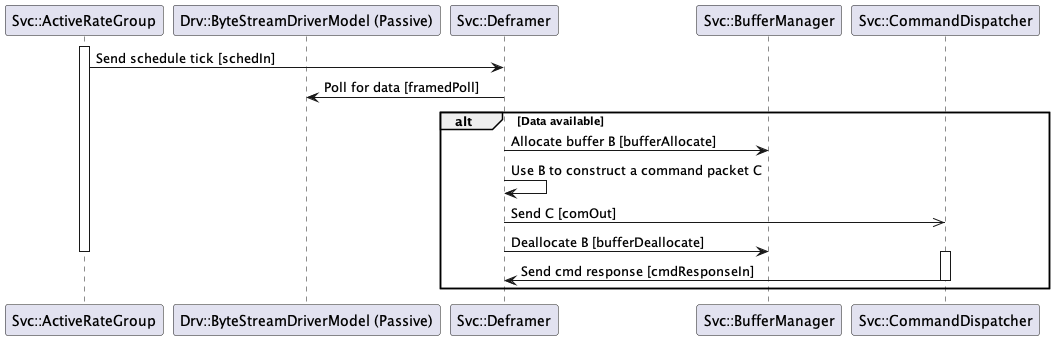 Svc::ActiveRateGroup
Drv::ByteStreamDriverModel (Passive)
Svc::Deframer
Svc::BufferManager
Svc::CommandDispatcher
Send schedule tick [schedIn]
Poll for data [framedPoll]
alt
[Data available]
Allocate buffer B [bufferAllocate]
Use B to construct a command packet C
Send C [comOut]
Deallocate B [bufferDeallocate]
Send cmd response [cmdResponseIn]
Svc::ActiveRateGroup
Drv::ByteStreamDriverModel (Passive)
Svc::Deframer
Svc::BufferManager
Svc::CommandDispatcher